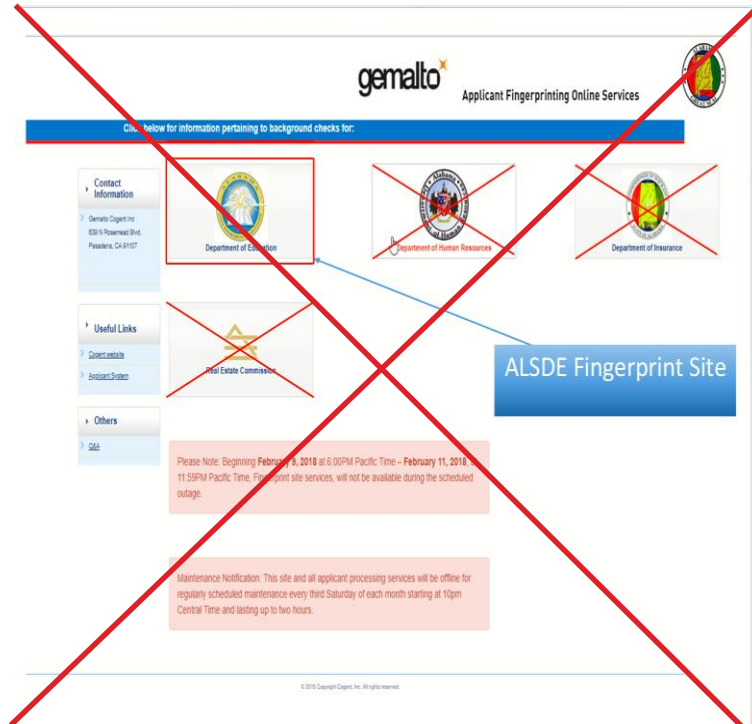 gemalto
Applicant Fingerprinting Online Services
Click below for information pertaining to background checks for:
Contact
Information
Gemalto Cogent Inc
639 N Rosemead Blvd,
Pasadena, CA 91107
Department of Education
Department of Human Resources
Department of Insurance
Useful Links
Cogent website
Applicant System
Real Estate Commission
ALSDE Fingerprint Site
Others
Q&A
Please Note: Beginning February 9, 2018 at 6:00PM Pacific Time – February 11, 2018,
11:59PM Pacific Time, Fingerprint site services, will not be available during the scheduled
outage.
Maintenance Notification: This site and all applicant processing services will be offline for
regularly scheduled maintenance every third Saturday of each month starting at 10pm
Central Time and lasting up to two hours.
Copyright Cogent, Inc. All rights reserved.